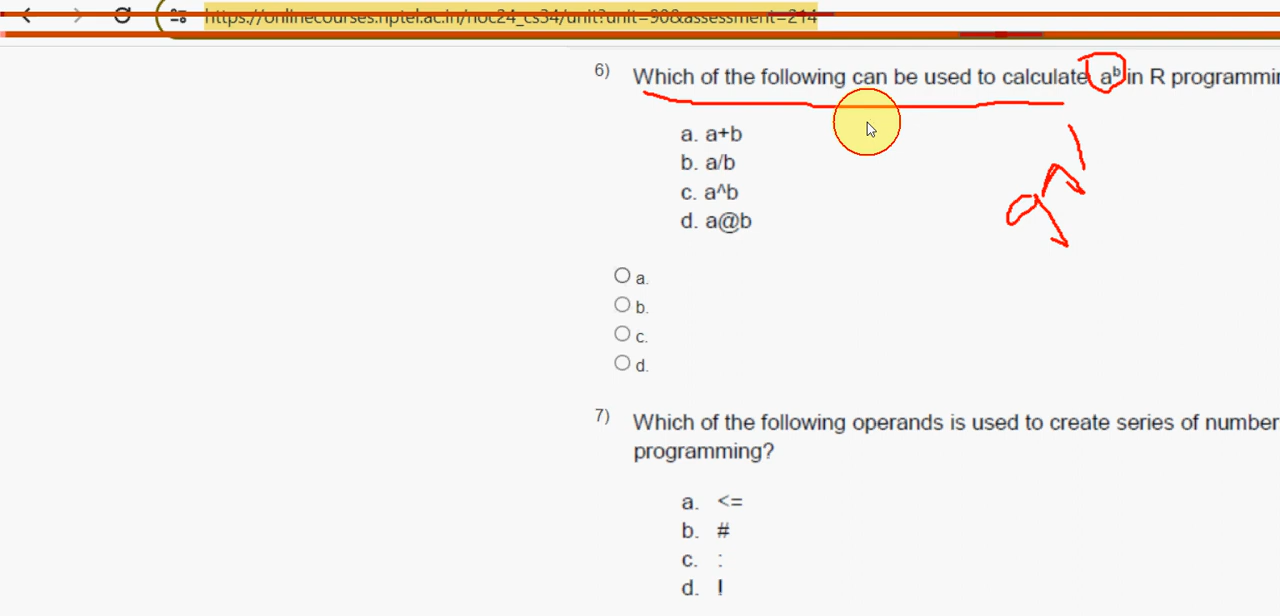 https://onlinecourses.nptel.ac.in/noc24_cs34/unit?unit=90&assessment=214
6) Which of the following can be used to calculate a^b in R programmi
a. a+b
b. a/b
c. a^b
d. a@b
a.
b.
c.
d.
7) Which of the following operands is used to create series of number
programming?
a. <=
b. #
c. :
d. !